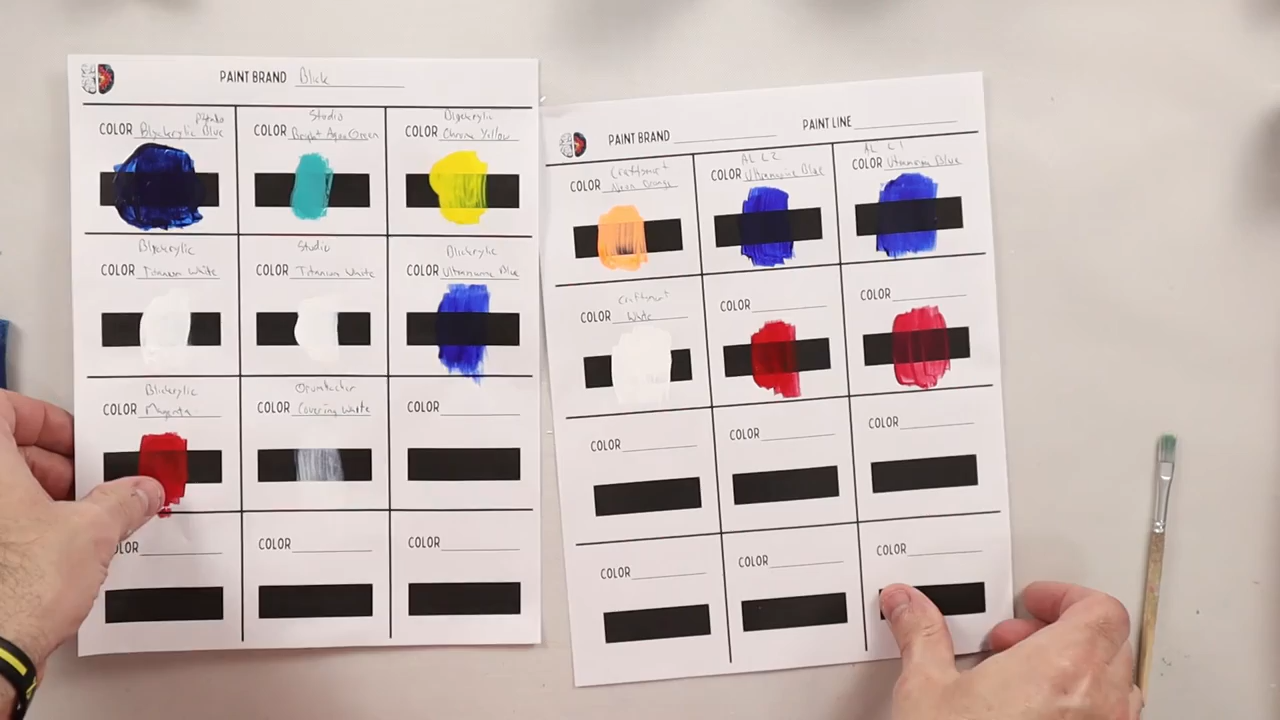 PAINT BRAND Blick
COLOR Blickrylic Blue
Studio
COLOR Bright Aqua Green
Blickrylic
COLOR Chrome Yellow
Blickrylic
COLOR Titanium White
Studio
COLOR Titanium White
Blickrylic
COLOR Ultramarine Blue
Blickrylic
COLOR Magenta
Grumbacher
COLOR Covering White
COLOR
COLOR
COLOR
COLOR
PAINT BRAND
PAINT LINE
Craftsmart
COLOR Neon Orange
AL L2
COLOR Ultramarine Blue
AL L1
COLOR Ultramarine Blue
Craftsmart
COLOR White
COLOR
COLOR
COLOR
COLOR
COLOR
COLOR
COLOR
COLOR